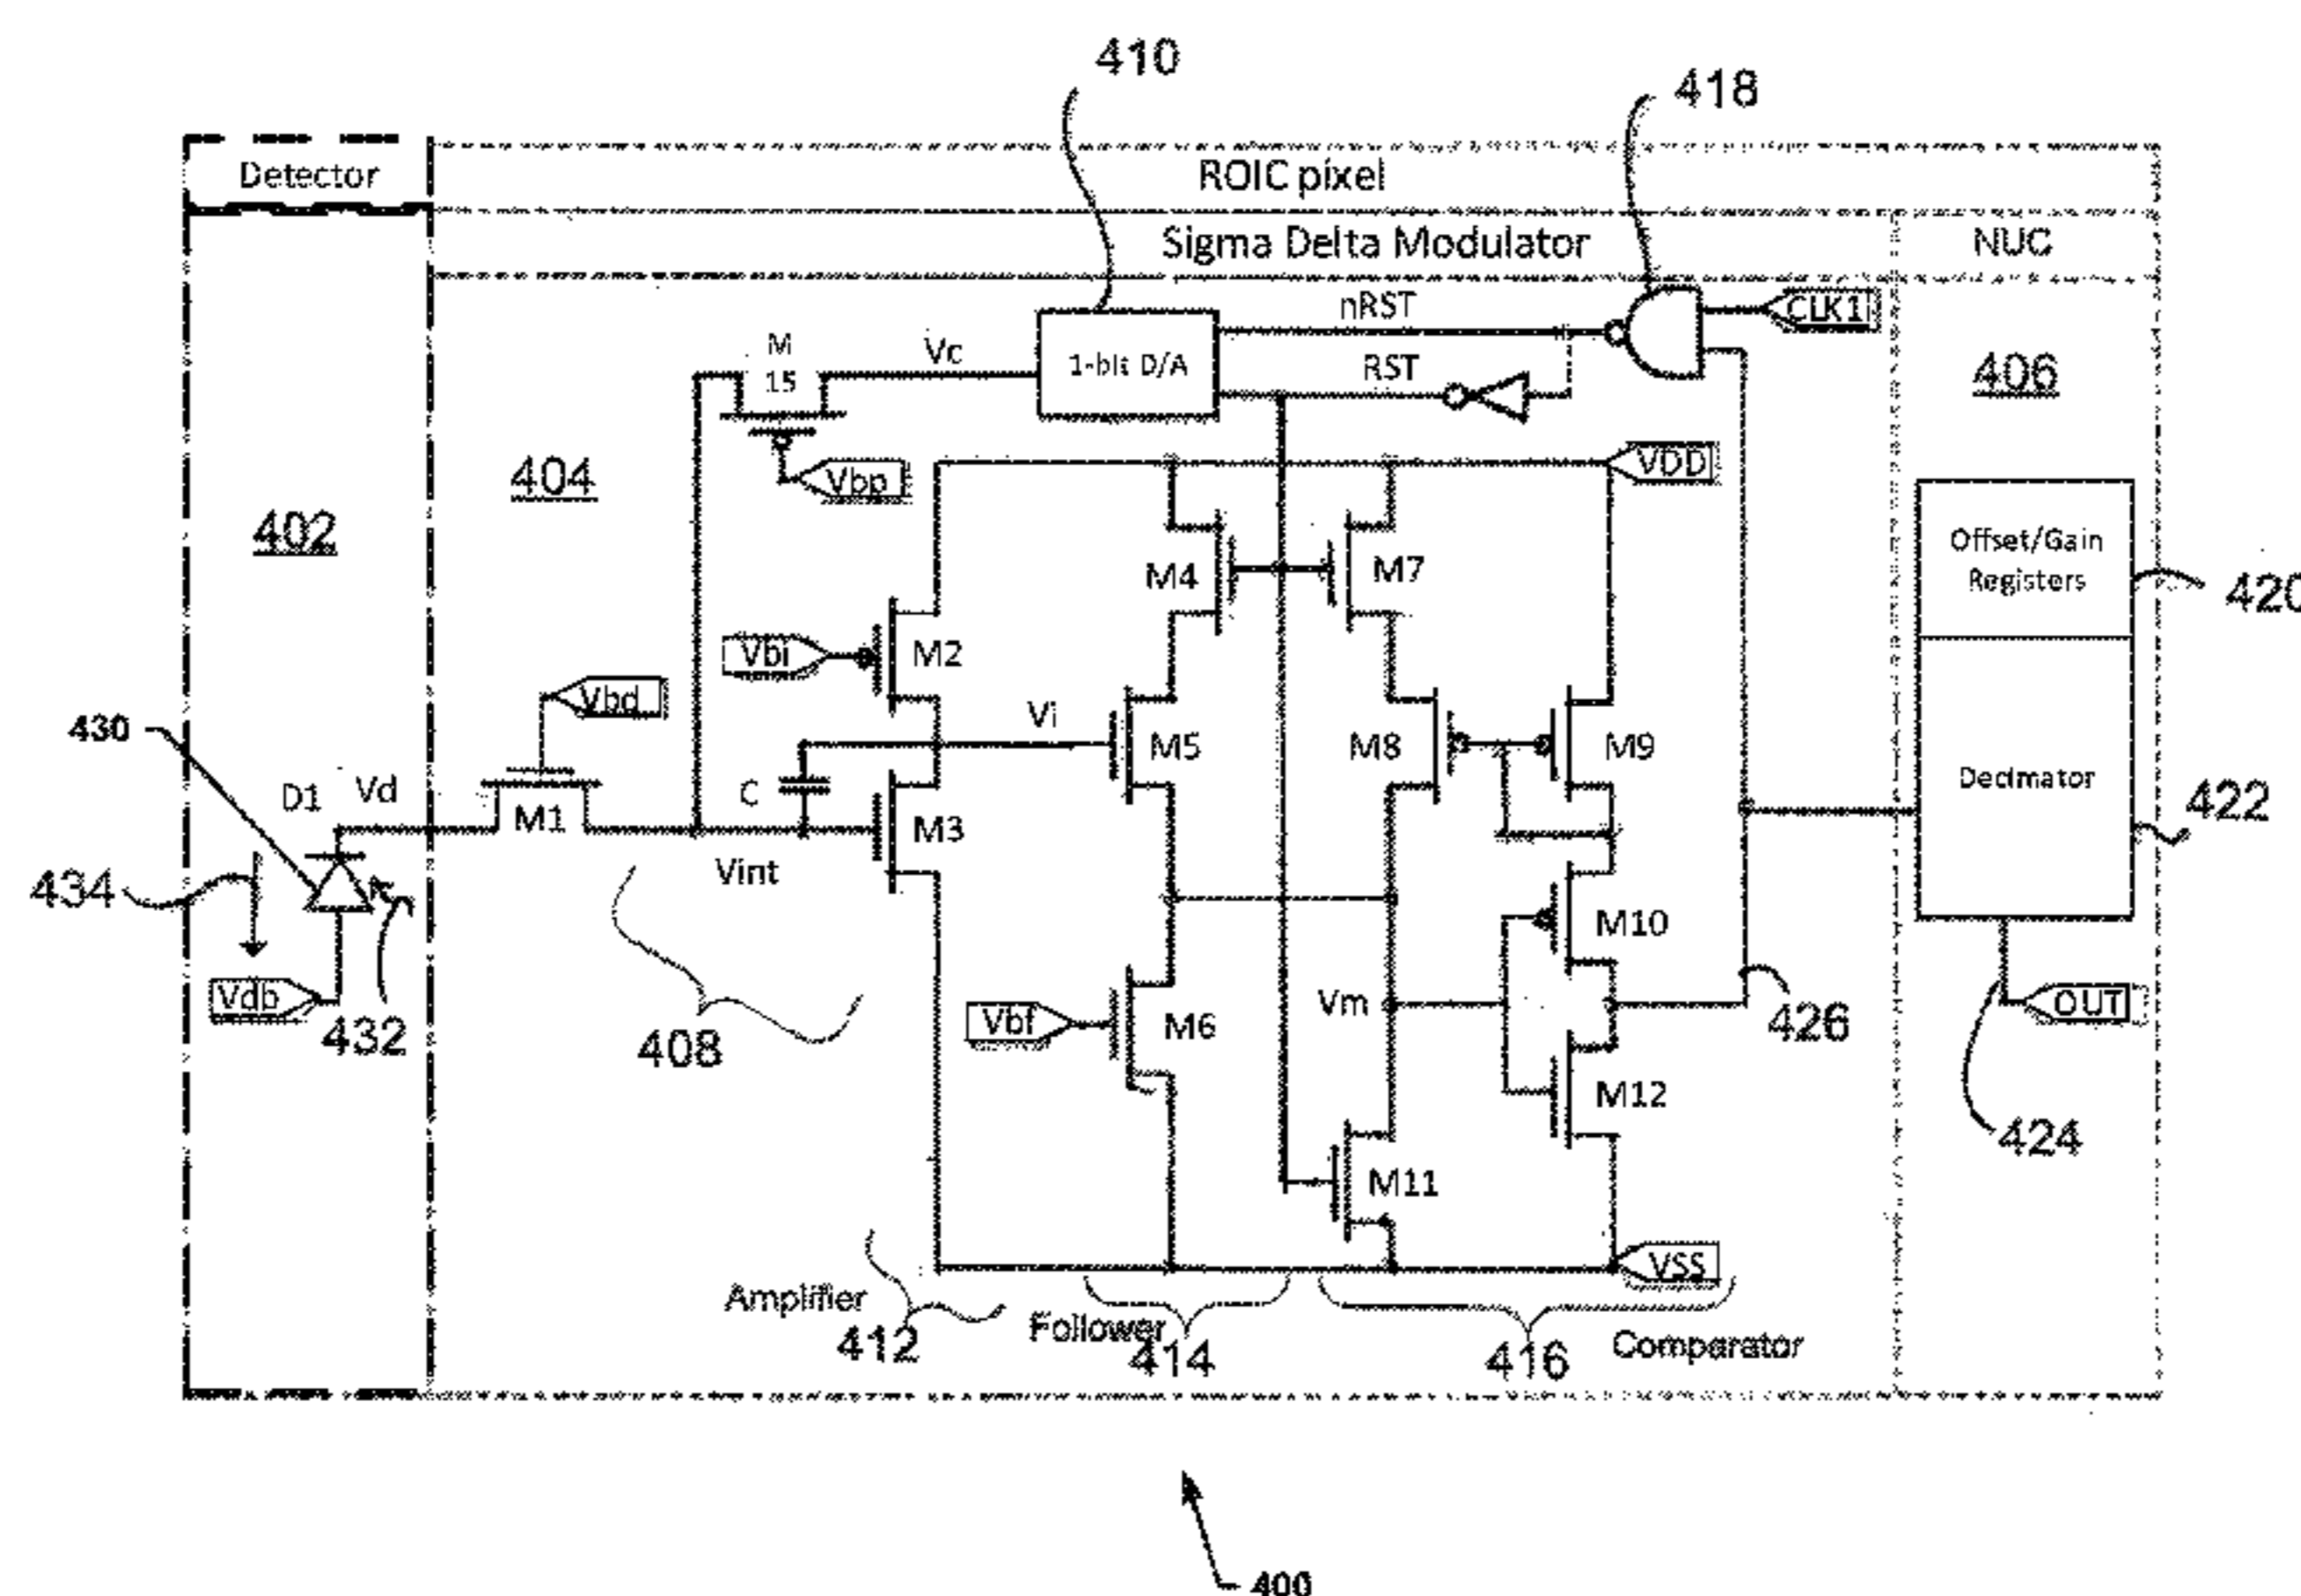 410
418
Detector
ROIC pixel
Sigma Delta Modulator
NUC
nRST
CLK1
M
15
Vc
1-bit D/A
RST
406
Vbp
VDD
404
402
M4
M7
Offset/Gain
Registers
420
Vbi
M2
Vbd
430
Vi
M5
M8
M9
D1
Vd
C
M1
M3
Decimator
422
434
Vint
M10
Vdb
432
408
Vbf
M6
Vm
426
OUT
M12
424
M11
VSS
Amplifier
412
Follower
414
416
Comparator
400